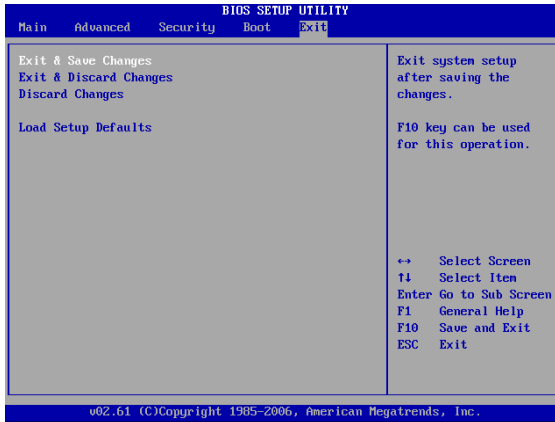 BIOS SETUP UTILITY
Main Advanced Security Boot Exit
Exit & Save Changes
Exit & Discard Changes
Discard Changes
Load Setup Defaults
Exit system setup
after saving the
changes.
F10 key can be used
for this operation.
↔ Select Screen
↑↓ Select Item
Enter Go to Sub Screen
F1 General Help
F10 Save and Exit
ESC Exit
v02.61 (C)Copyright 1985-2006, American Megatrends, Inc.